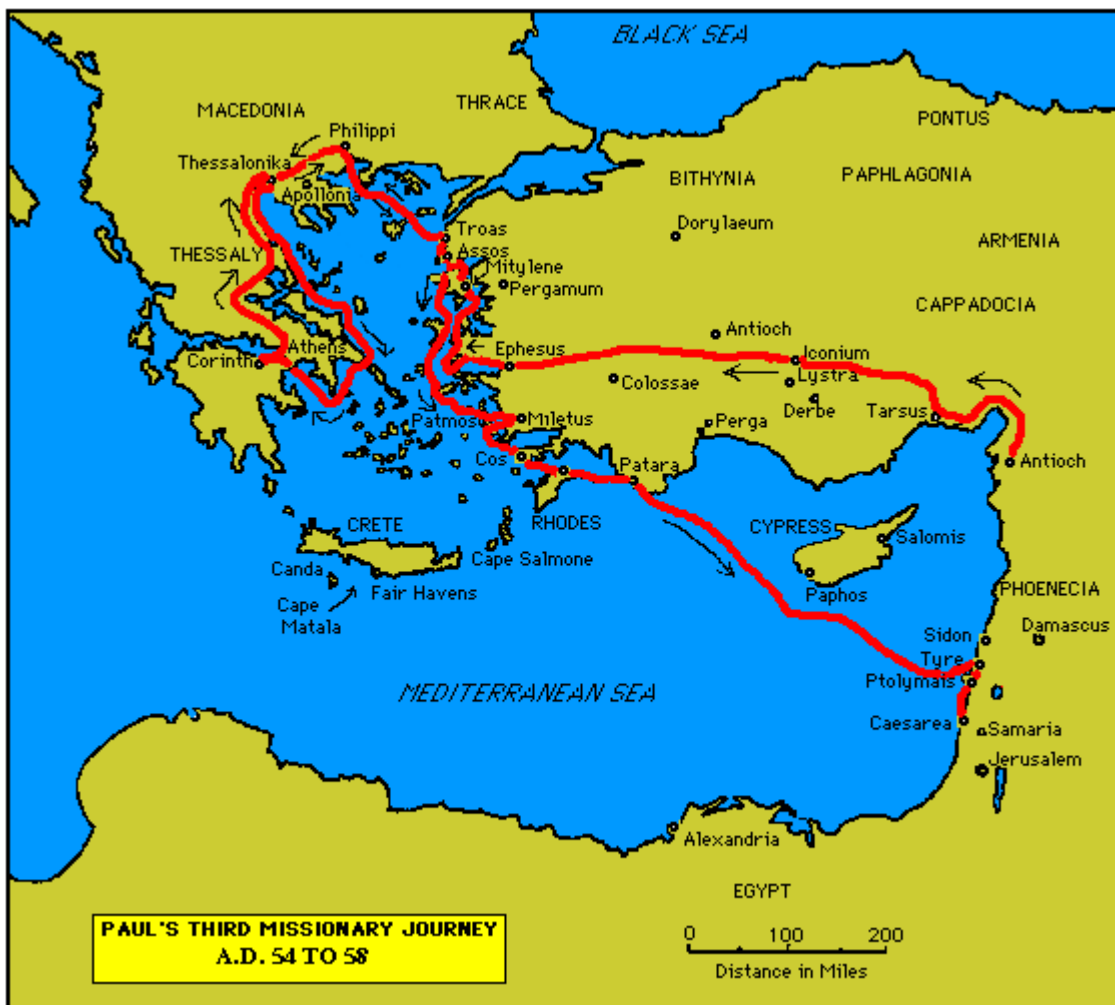 BLACK SEA
THRACE
MACEDONIA
PONTUS
Philippi
Thessalonika
BITHYNIA
PAPHLAGONIA
Apollonia
Dorylaeum
Troas
ARMENIA
THESSALY
Assos
Mitylene
Pergamum
CAPPADOCIA
Antioch
Corinth
Athens
Ephesus
Iconium
Colossae
Lystra
Derbe
Tarsus
Patmos
Miletus
Perga
Cos
Patara
Antioch
CRETE
RHODES
CYPRESS
Salomis
Cape Salmone
Canda
Fair Havens
Paphos
PHOENECIA
Cape
Matala
Sidon
Damascus
Tyre
MEDITERRANEAN SEA
Ptolymais
Caesarea
Samaria
Jerusalem
Alexandria
EGYPT
PAUL'S THIRD MISSIONARY JOURNEY
A.D. 54 TO 58
0 100 200
Distance in Miles